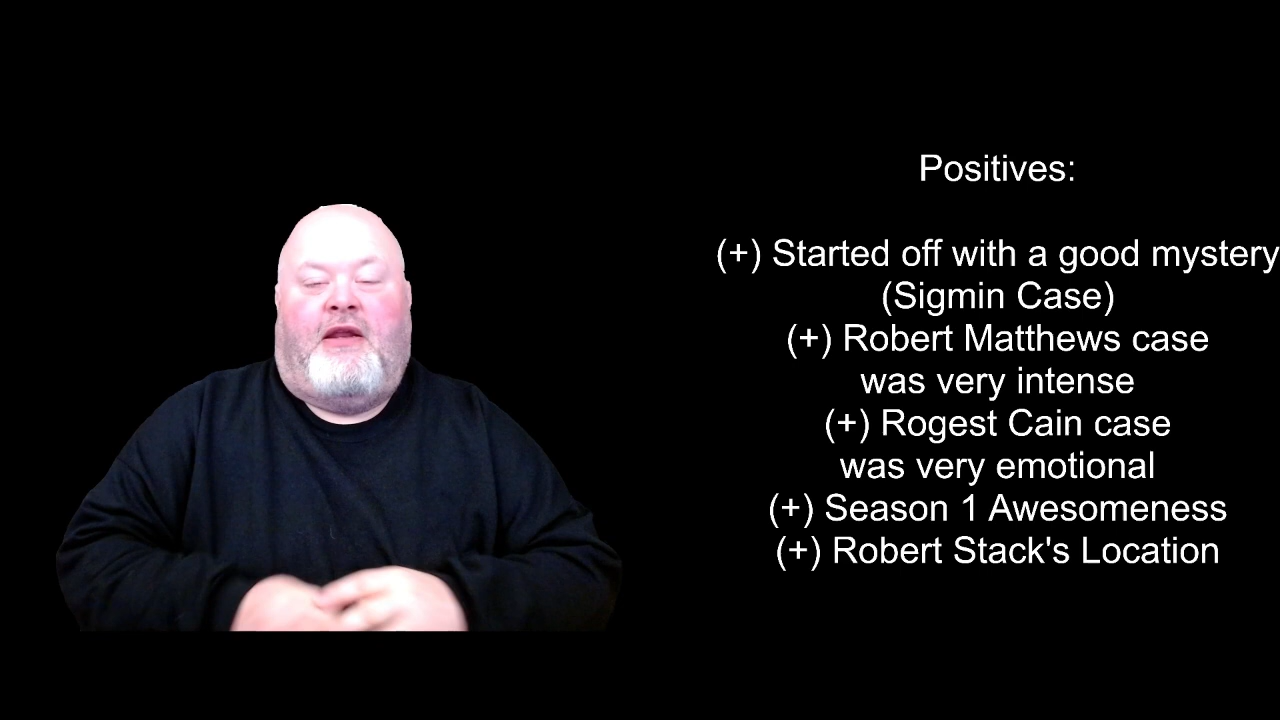 Positives:
(+) Started off with a good mystery
(Sigmin Case)
(+) Robert Matthews case
was very intense
(+) Rogest Cain case
was very emotional
(+) Season 1 Awesomeness
(+) Robert Stack's Location